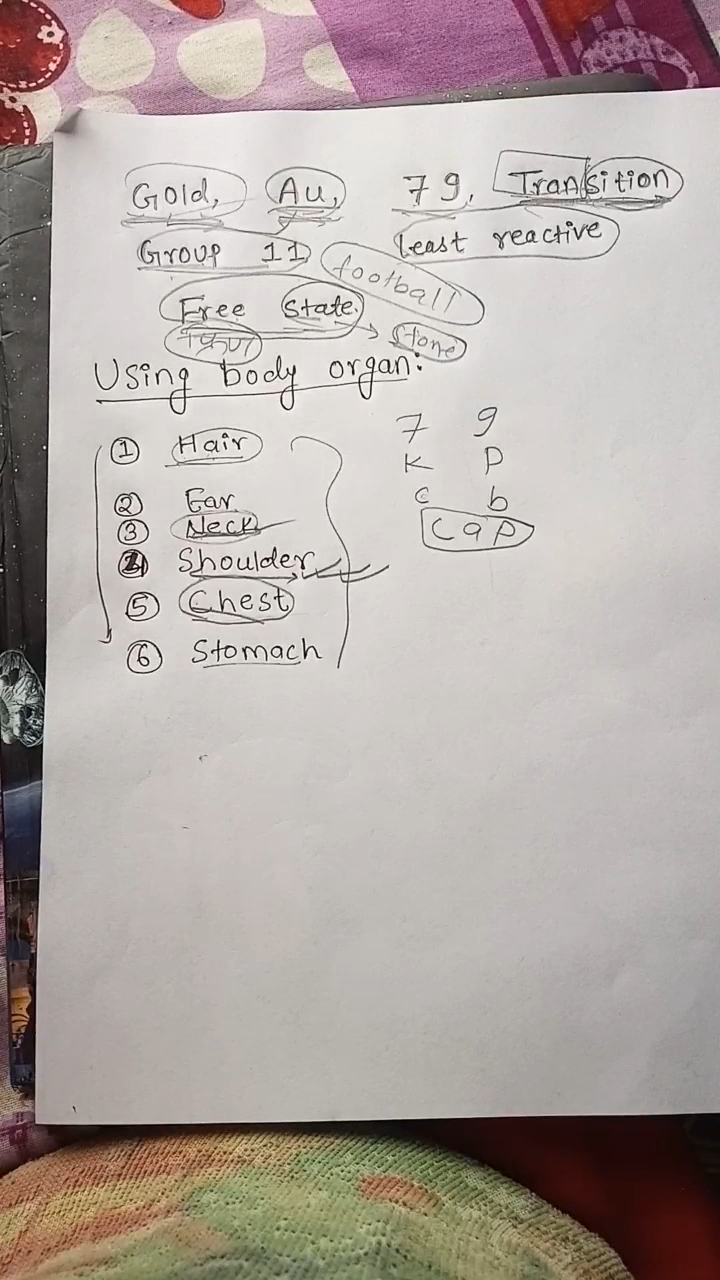 Gold, Au, 79, Transition
Group 11 Least reactive
football
Free State.
Stone
Using body organ:
① Hair
② Ear
③ Neck
4 Shoulder
⑤ Chest
⑥ Stomach
7 9
K P
c b
Cap